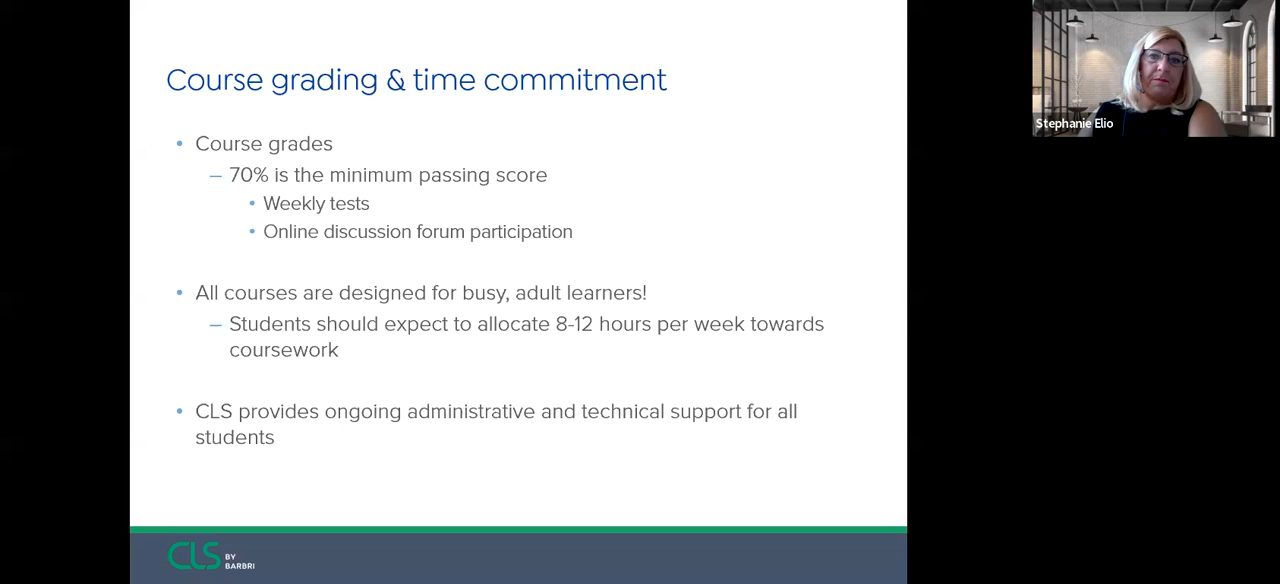 Course grading & time commitment
• Course grades
– 70% is the minimum passing score
• Weekly tests
• Online discussion forum participation
• All courses are designed for busy, adult learners!
– Students should expect to allocate 8-12 hours per week towards
coursework
• CLS provides ongoing administrative and technical support for all
students
CLS BY
BARBRI
Stephanie Elio